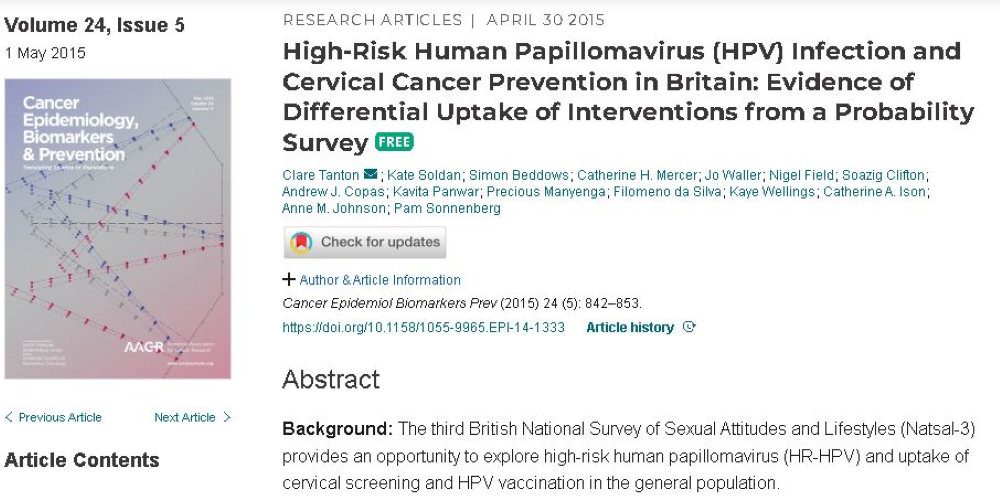 Volume 24, Issue 5
1 May 2015
Cancer
Epidemiology,
Biomarkers
& Prevention
AACR
< Previous Article Next Article >
Article Contents
RESEARCH ARTICLES | APRIL 30 2015
High-Risk Human Papillomavirus (HPV) Infection and
Cervical Cancer Prevention in Britain: Evidence of
Differential Uptake of Interventions from a Probability
Survey FREE
Clare Tanton ; Kate Soldan; Simon Beddows; Catherine H. Mercer; Jo Waller; Nigel Field; Soazig Clifton;
Andrew J. Copas; Kavita Panwar; Precious Manyenga; Filomeno da Silva; Kaye Wellings; Catherine A. Ison;
Anne M. Johnson; Pam Sonnenberg
Check for updates
+ Author & Article Information
Cancer Epidemiol Biomarkers Prev (2015) 24 (5): 842–853.
https://doi.org/10.1158/1055-9965.EPI-14-1333 Article history
Abstract
Background: The third British National Survey of Sexual Attitudes and Lifestyles (Natsal-3)
provides an opportunity to explore high-risk human papillomavirus (HR-HPV) and uptake of
cervical screening and HPV vaccination in the general population.